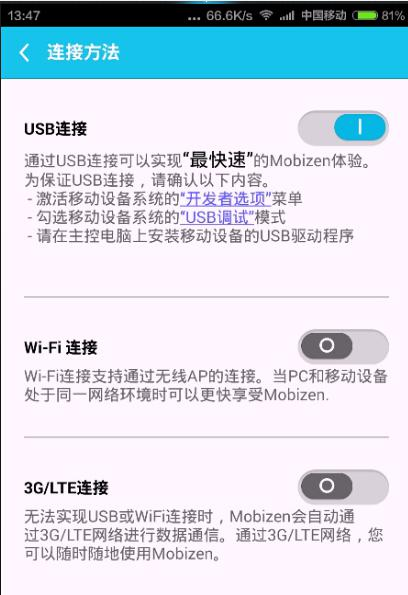 13:47 ... 66.6K/s 中国移动 81%
连接方法
USB连接
通过USB连接可以实现“最快速”的Mobizen体验。
为保证USB连接，请确认以下内容。
- 激活移动设备系统的“开发者选项”菜单
- 勾选移动设备系统的“USB调试”模式
- 请在主控电脑上安装移动设备的USB驱动程序
Wi-Fi 连接
Wi-Fi连接支持通过无线AP的连接。当PC和移动设备
处于同一网络环境时可以更快享受Mobizen.
3G/LTE连接
无法实现USB或WiFi连接时，Mobizen会自动通
过3G/LTE网络进行数据通信。通过3G/LTE网络，您
可以随时随地使用Mobizen。